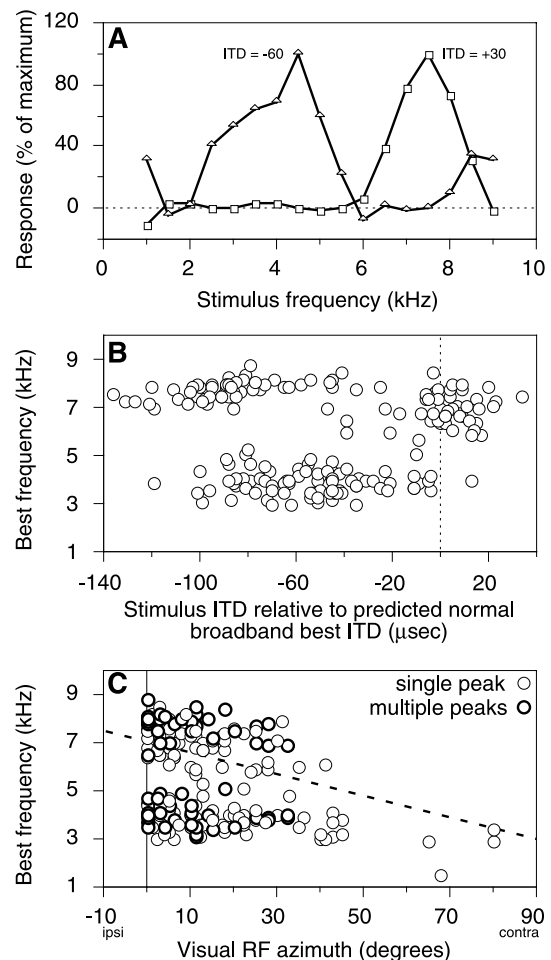 A
Response (% of maximum)
120
80
40
0
ITD = -60
ITD = +30
0 2 4 6 8 10
Stimulus frequency (kHz)
B
Best frequency (kHz)
9
7
5
3
1
-140 -100 -60 -20 20
Stimulus ITD relative to predicted normal
broadband best ITD (μsec)
C
Best frequency (kHz)
9
7
5
3
1
single peak
multiple peaks
-10 10 30 50 70 90
ipsi contra
Visual RF azimuth (degrees)